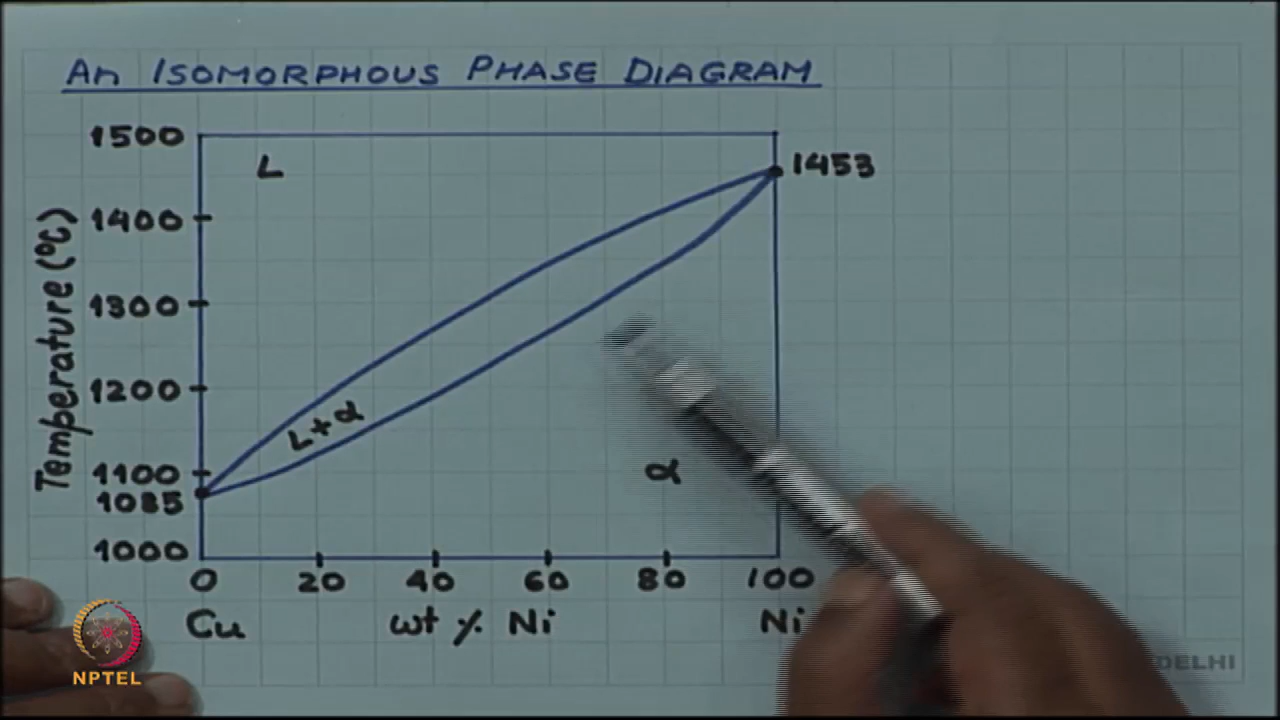 AN ISOMORPHOUS PHASE DIAGRAM
1500
L
1453
1400
Temperature (°C)
1300
1200
L+α
1100
α
1085
1000
0 20 40 60 80 100
Cu wt % Ni Ni
NPTEL
DELHI